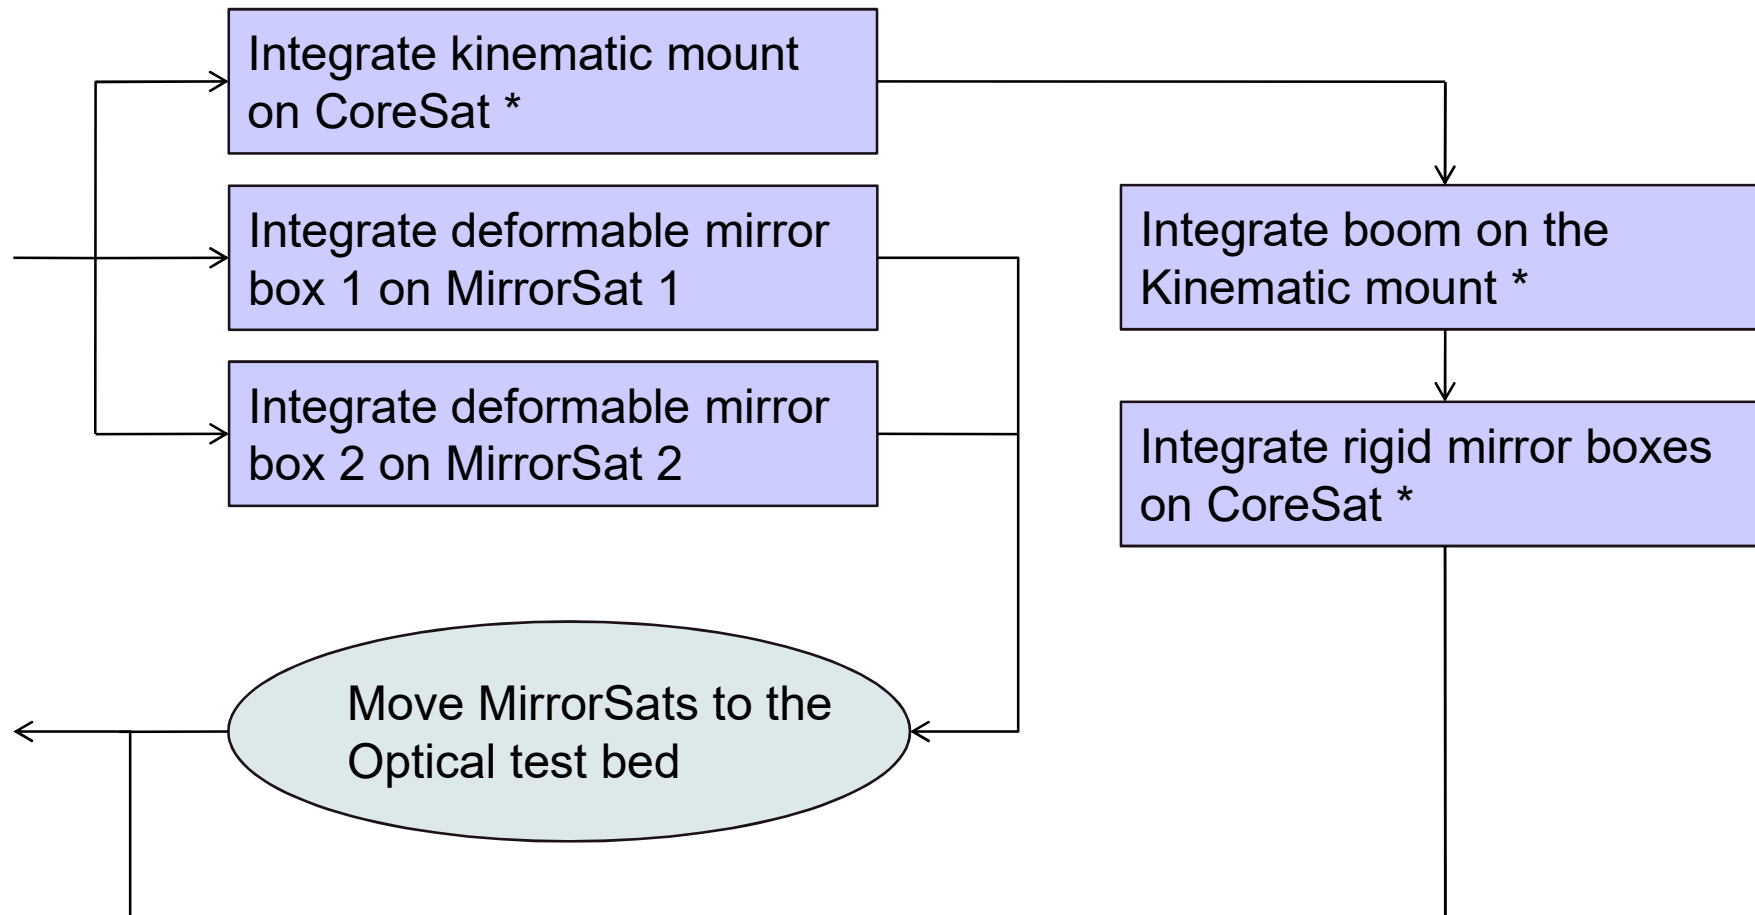 Integrate kinematic mount
on CoreSat *
Integrate deformable mirror
box 1 on MirrorSat 1
Integrate deformable mirror
box 2 on MirrorSat 2
Integrate boom on the
Kinematic mount *
Integrate rigid mirror boxes
on CoreSat *
Move MirrorSats to the
Optical test bed